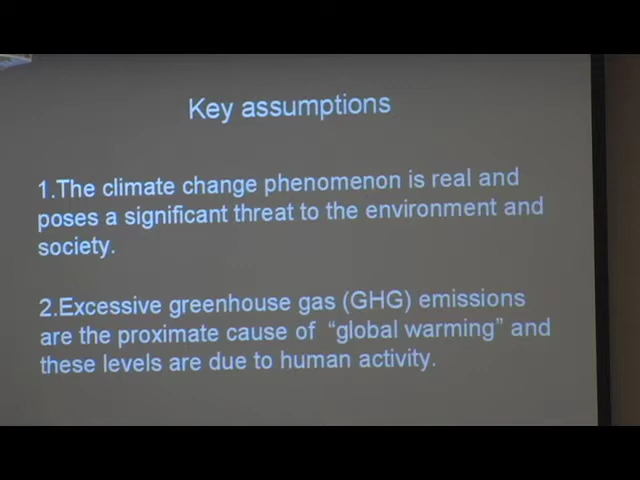 Key assumptions
1.The climate change phenomenon is real and
poses a significant threat to the environment and
society.
2.Excessive greenhouse gas (GHG) emissions
are the proximate cause of “global warming” and
these levels are due to human activity.